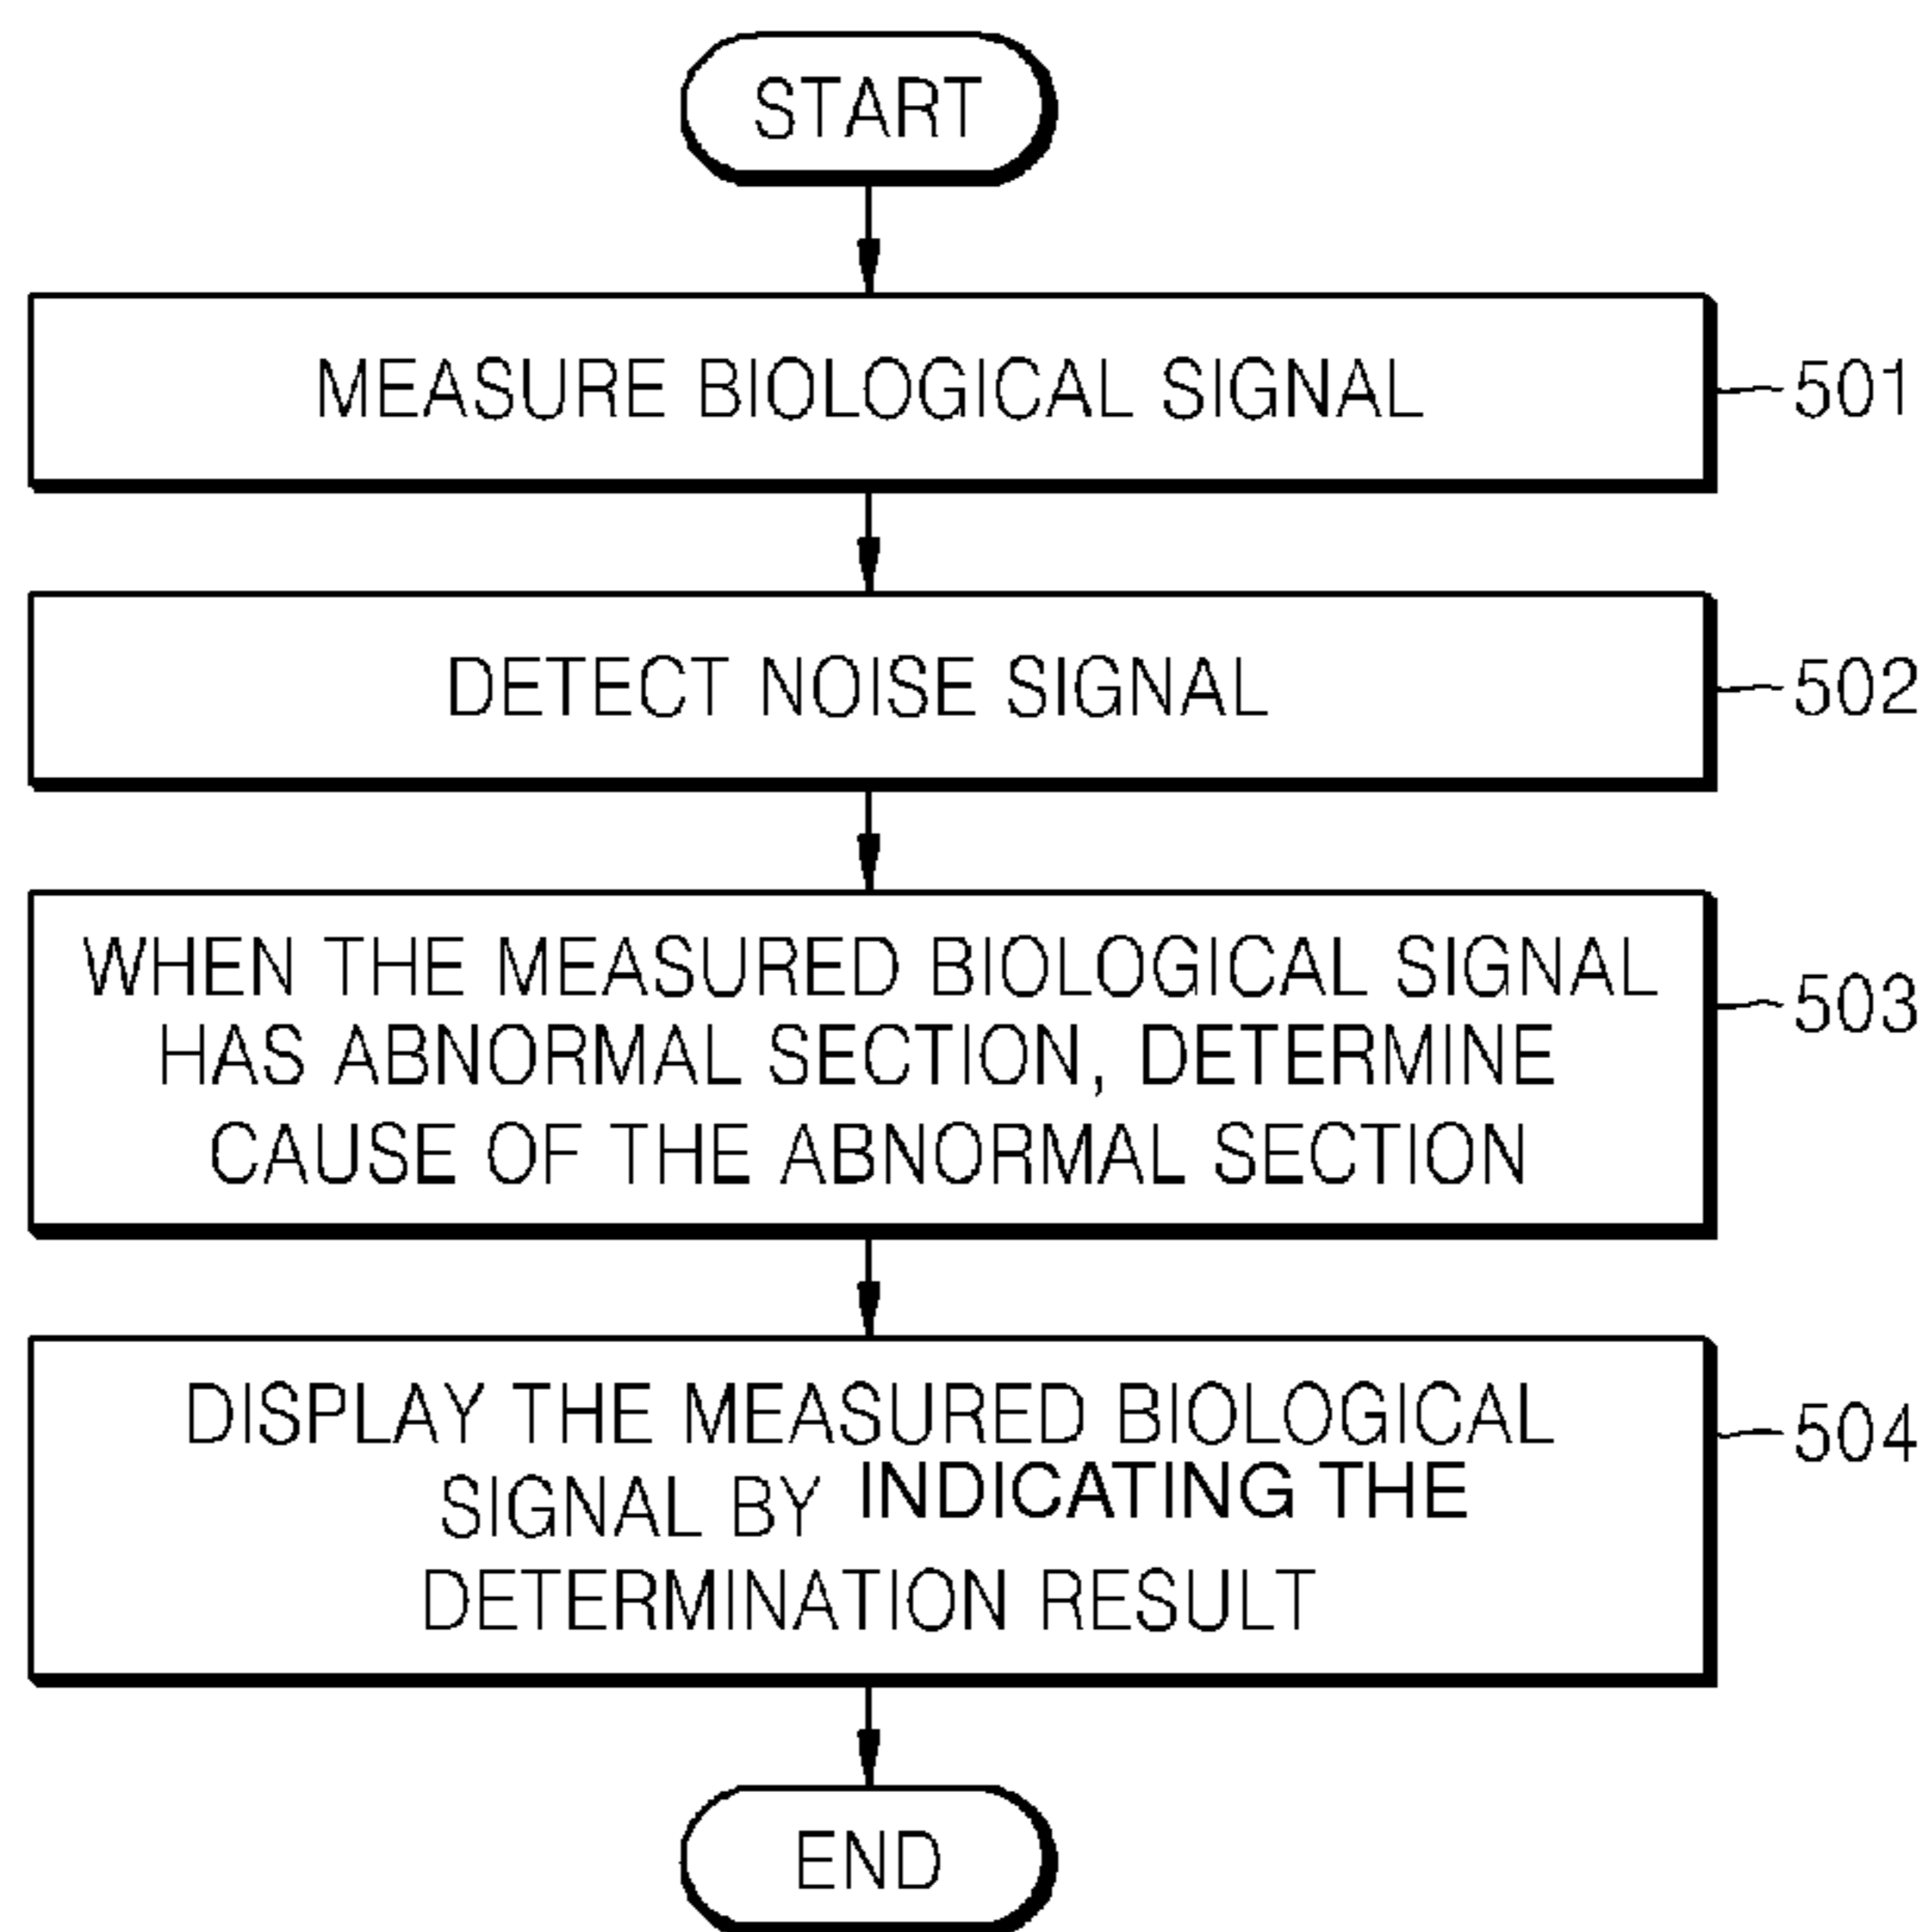 START
MEASURE BIOLOGICAL SIGNAL
501
DETECT NOISE SIGNAL
502
WHEN THE MEASURED BIOLOGICAL SIGNAL
HAS ABNORMAL SECTION, DETERMINE
CAUSE OF THE ABNORMAL SECTION
503
DISPLAY THE MEASURED BIOLOGICAL
SIGNAL BY INDICATING THE
DETERMINATION RESULT
504
END